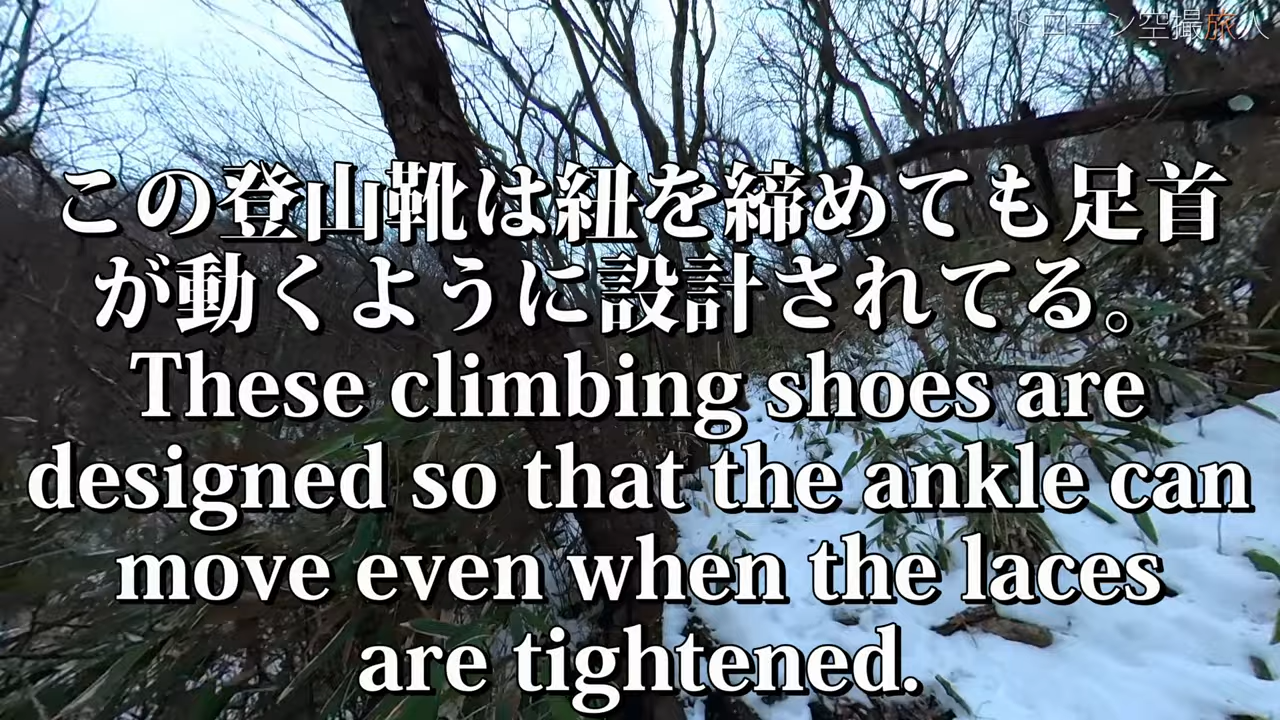 ドローン空撮旅人
この登山靴は紐を締めても足首
が動くように設計されてる。
These climbing shoes are
designed so that the ankle can
move even when the laces
are tightened.